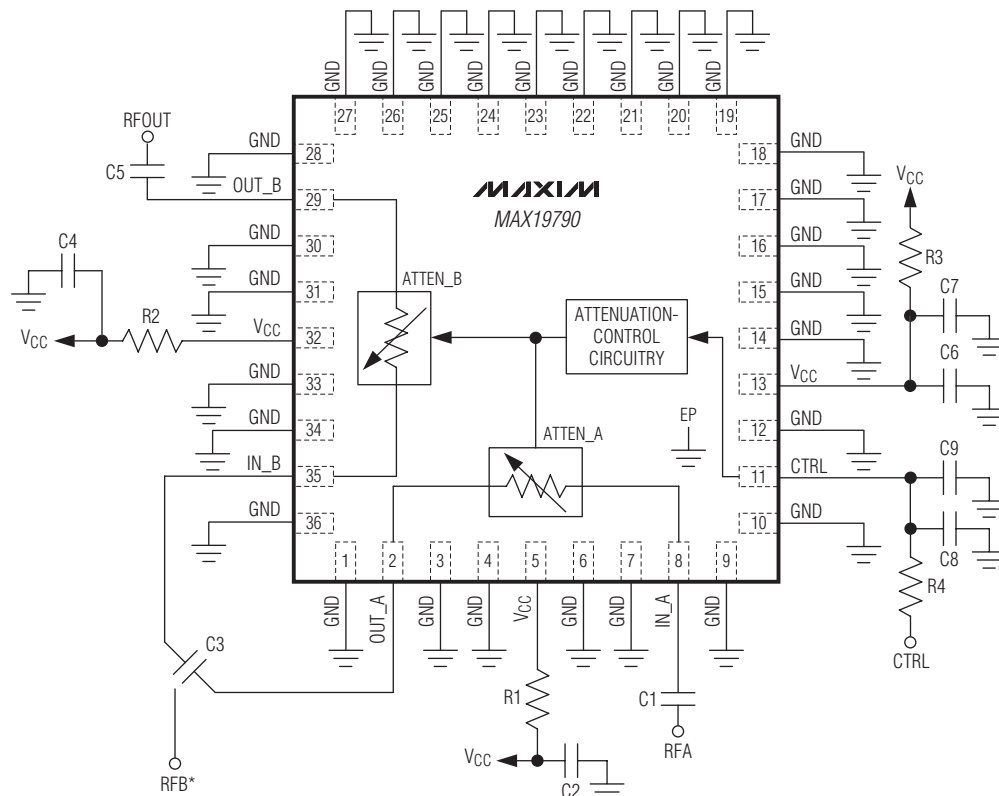 GND GND GND GND GND GND GND GND GND
27 26 25 24 23 22 21 20 19
RFOUT
C5
GND
28
OUT_B
29
GND
30
GND
31
C4
R2
VCC
VCC
32
GND
33
GND
34
IN_B
35
GND
36
MAXIM
MAX19790
ATTEN_B
ATTENUATION-
CONTROL
CIRCUITRY
ATTEN_A
EP
18
GND
17
GND
16
GND
15
GND
14
GND
13
VCC
12
GND
11
CTRL
10
GND
VCC
R3
C7
C6
C9
C8
R4
CTRL
1 2 3 4 5 6 7 8 9
GND OUT_A GND GND VCC GND GND IN_A GND
C3
RFB*
R1
VCC
C2
C1
RFA